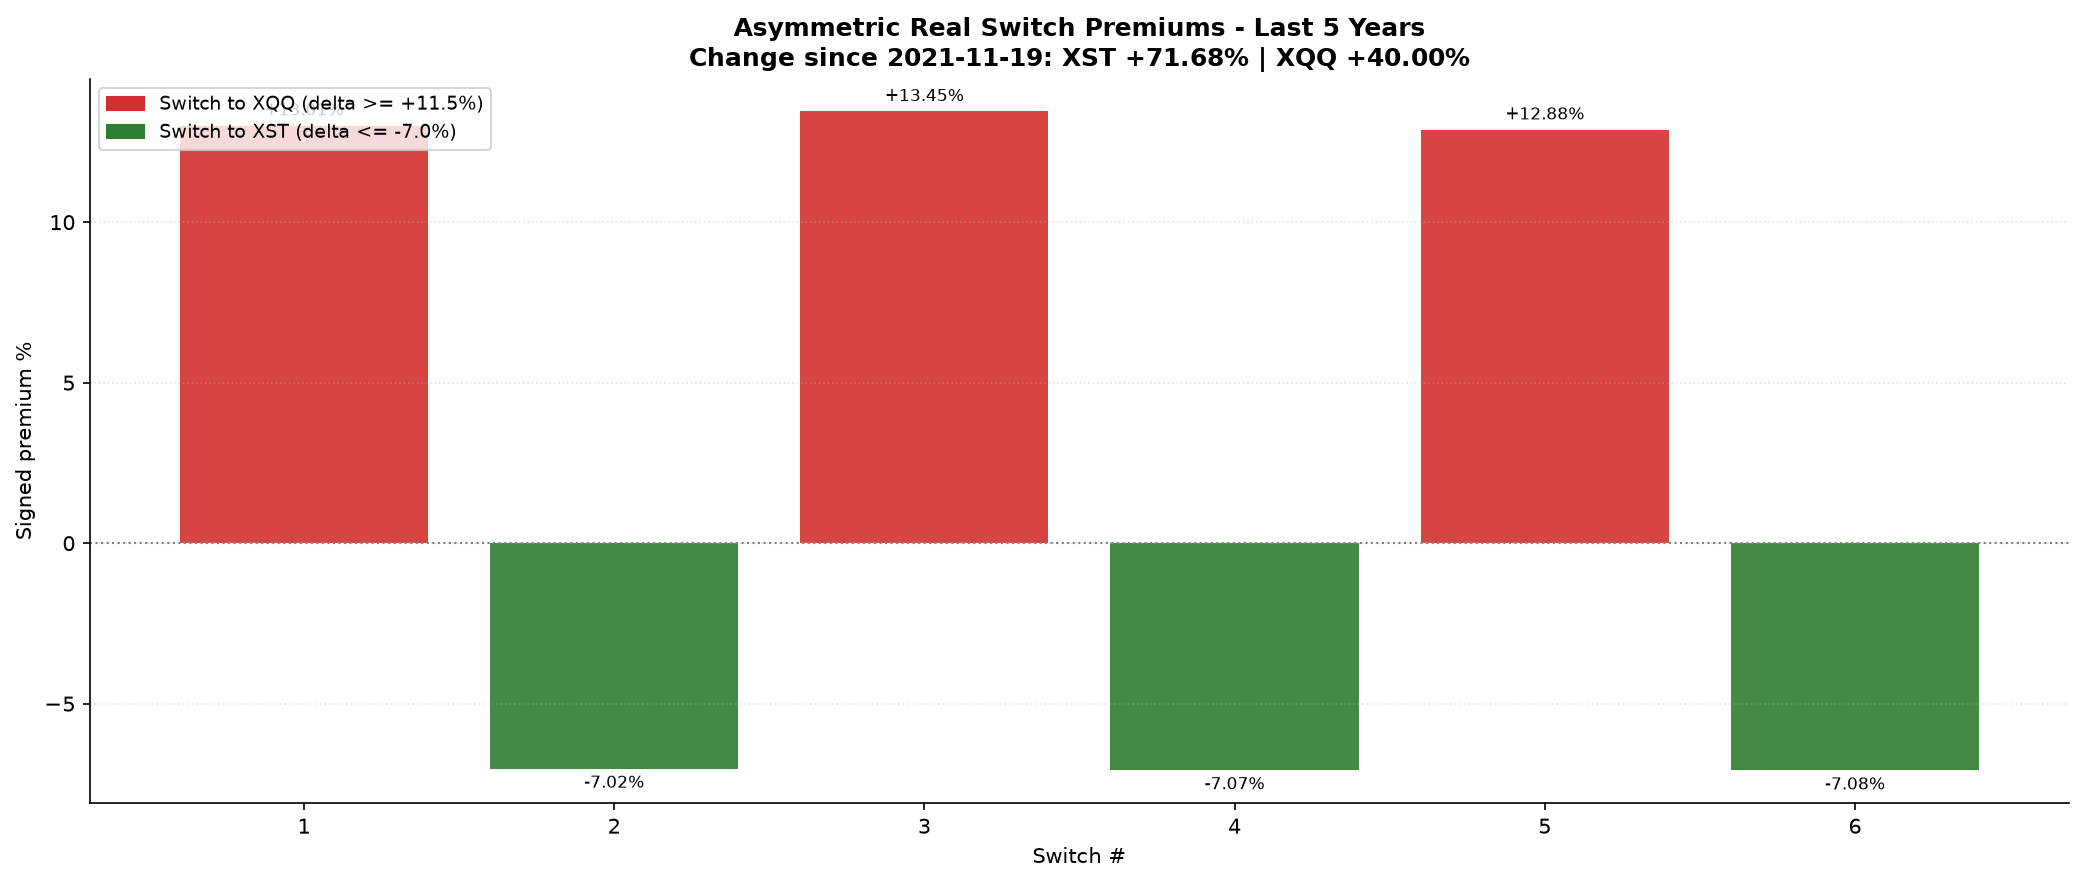 Asymmetric Real Switch Premiums - Last 5 Years
Change since 2021-11-19: XST +71.68% | XQQ +40.00%
Switch to XQQ (delta >= +11.5%)
Switch to XST (delta <= -7.0%)
+13.45%
+12.88%
10
5
0
−5
Signed premium %
-7.02%
-7.07%
-7.08%
1
2
3
4
5
6
Switch #